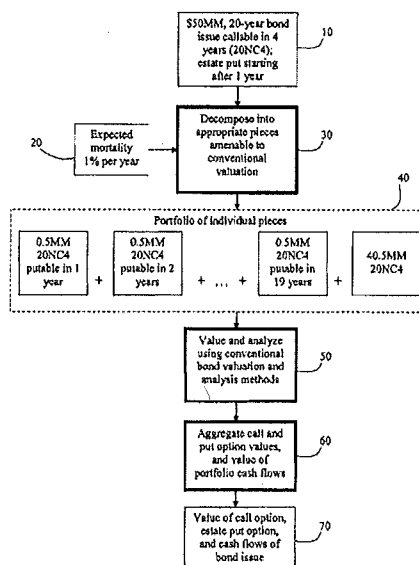 $50MM, 20-year bond
issue callable in 4
years (20NC4);
estate put starting
after 1 year
10
20
Expected
mortality
1% per year
Decompose into
appropriate pieces
amenable to
conventional
valuation
30
40
Portfolio of individual pieces
0.5MM
20NC4
putable in 1
year
+
0.5MM
20NC4
putable in 2
years
+ ... +
0.5MM
20NC4
putable in
19 years
+
40.5MM
20NC4
Value and analyze
using conventional
bond valuation and
analysis methods
50
Aggregate call and
put option values,
and value of
portfolio cash flows
60
Value of call option,
estate put option,
and cash flows of
bond issue
70